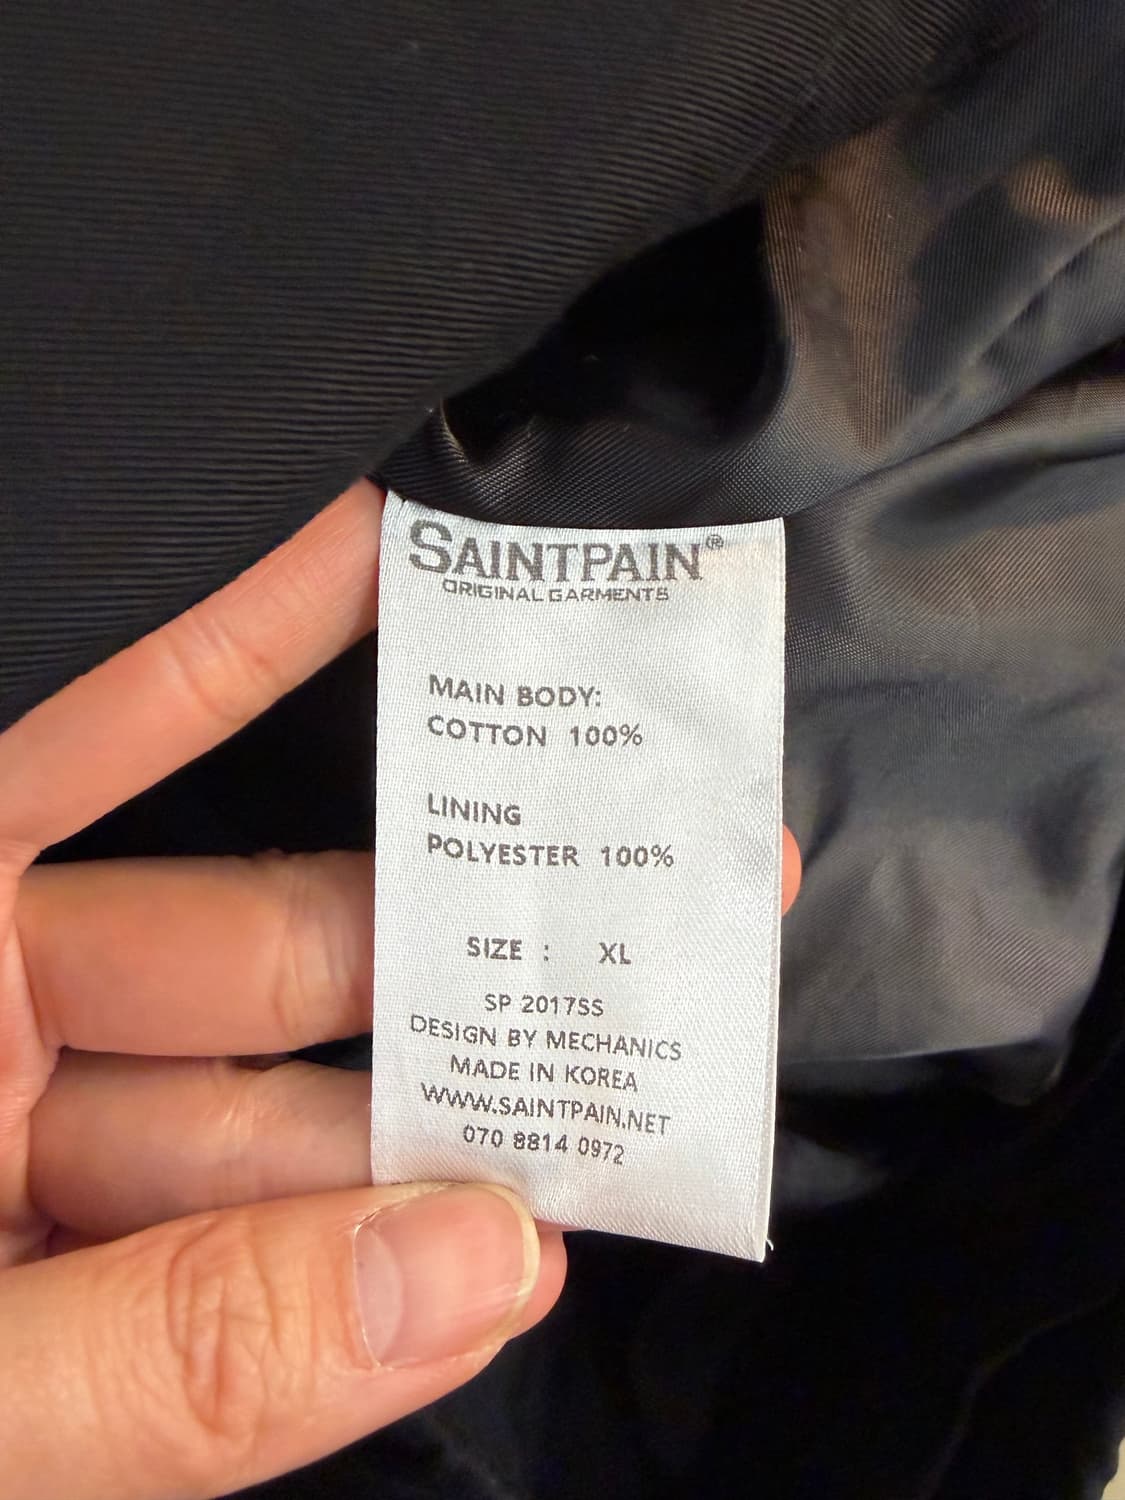 SAINTPAIN®
ORIGINAL GARMENTS
MAIN BODY:
COTTON 100%
LINING
POLYESTER 100%
SIZE : XL
SP 2017SS
DESIGN BY MECHANICS
MADE IN KOREA
WWW.SAINTPAIN.NET
070 8814 0972